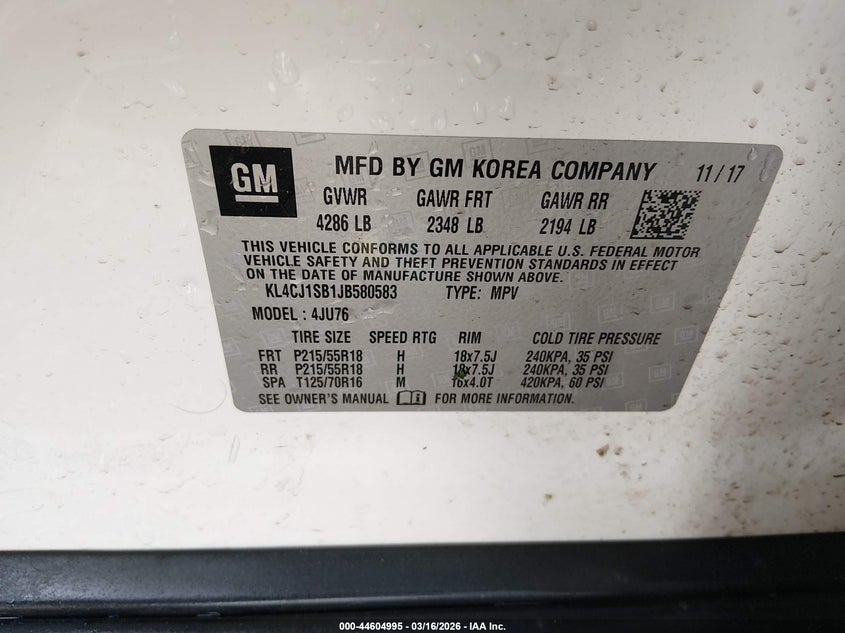 GM MFD BY GM KOREA COMPANY 11/17
GVWR GAWR FRT GAWR RR
4286 LB 2348 LB 2194 LB
THIS VEHICLE CONFORMS TO ALL APPLICABLE U.S. FEDERAL MOTOR
VEHICLE SAFETY AND THEFT PREVENTION STANDARDS IN EFFECT
ON THE DATE OF MANUFACTURE SHOWN ABOVE.
KL4CJ1SB1JB580583 TYPE: MPV
MODEL : 4JU76
TIRE SIZE SPEED RTG RIM COLD TIRE PRESSURE
FRT P215/55R18 H 18x7.5J 240KPA, 35 PSI
RR P215/55R18 H 18x7.5J 240KPA, 35 PSI
SPA T125/70R16 M 16x4.0T 420KPA, 60 PSI
SEE OWNER'S MANUAL FOR MORE INFORMATION.
000-44604995 - 03/16/2026 - IAA Inc.